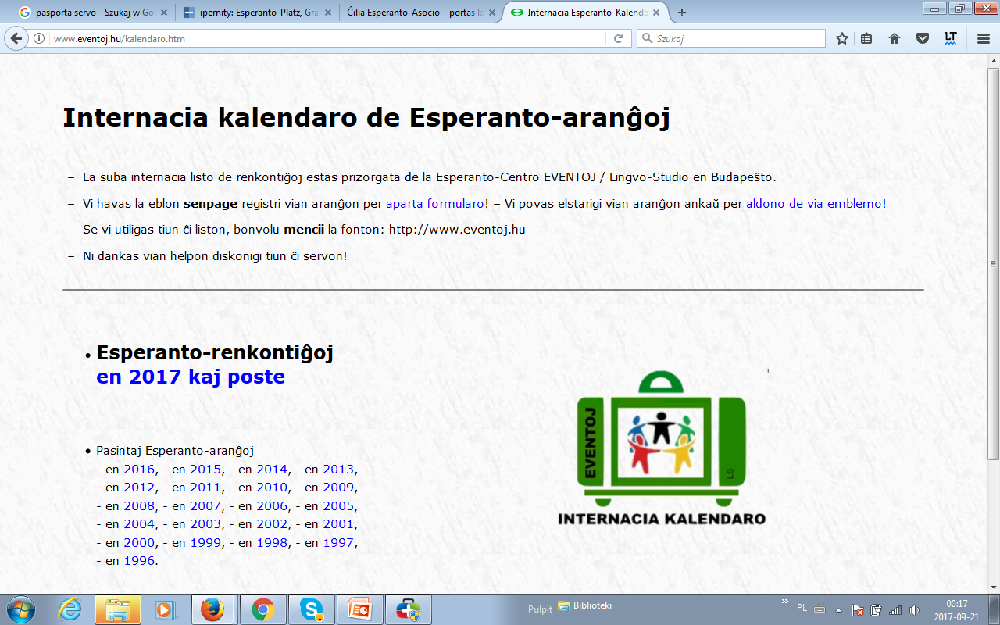 pasporta servo - Szukaj w Goo
ipernity: Esperanto-Platz, Gra
Ĉilia Esperanto-Asocio – portas la
Internacia Esperanto-Kalenda
www.eventoj.hu/kalendaro.htm
Szukaj
LT
Internacia kalendaro de Esperanto-aranĝoj
– La suba internacia listo de renkontiĝoj estas prizorgata de la Esperanto-Centro EVENTOJ / Lingvo-Studio en Budapeŝto.
– Vi havas la eblon senpage registri vian aranĝon per aparta formularo! – Vi povas elstarigi vian aranĝon ankaŭ per aldono de via emblemo!
– Se vi utiligas tiun ĉi liston, bonvolu mencii la fonton: http://www.eventoj.hu
– Ni dankas vian helpon diskonigi tiun ĉi servon!
• Esperanto-renkontiĝoj
en 2017 kaj poste
• Pasintaj Esperanto-aranĝoj
- en 2016, - en 2015, - en 2014, - en 2013,
- en 2012, - en 2011, - en 2010, - en 2009,
- en 2008, - en 2007, - en 2006, - en 2005,
- en 2004, - en 2003, - en 2002, - en 2001,
- en 2000, - en 1999, - en 1998, - en 1997,
- en 1996.
EVENTOJ
LS
INTERNACIA KALENDARO
1
Pulpit
Biblioteki
»
PL
00:17
2017-09-21